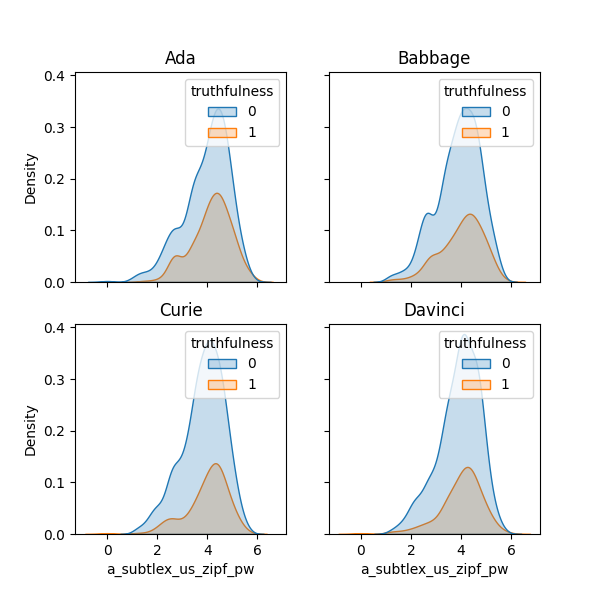 Ada
Babbage
0.4
0.3
0.2
0.1
0.0
Density
truthfulness
0
1
truthfulness
0
1
Curie
Davinci
0.4
0.3
0.2
0.1
0.0
Density
truthfulness
0
1
truthfulness
0
1
0 2 4 6
0 2 4 6
a_subtlex_us_zipf_pw
a_subtlex_us_zipf_pw